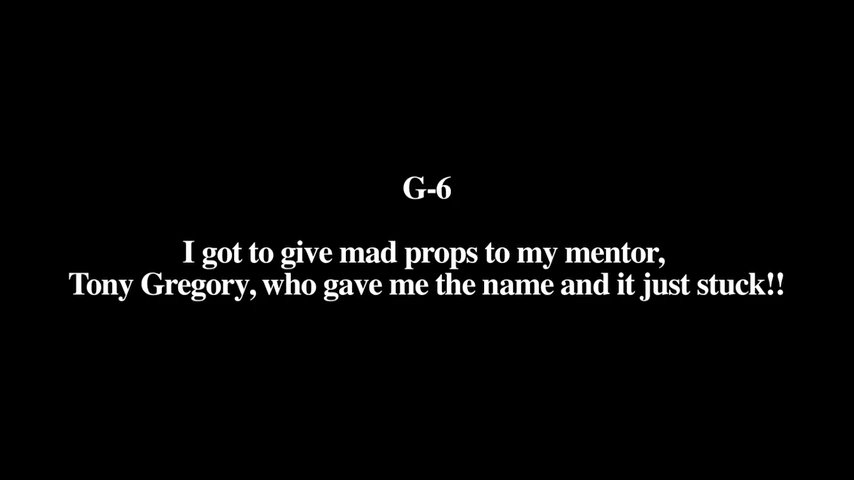 G-6
I got to give mad props to my mentor,
Tony Gregory, who gave me the name and it just stuck!!